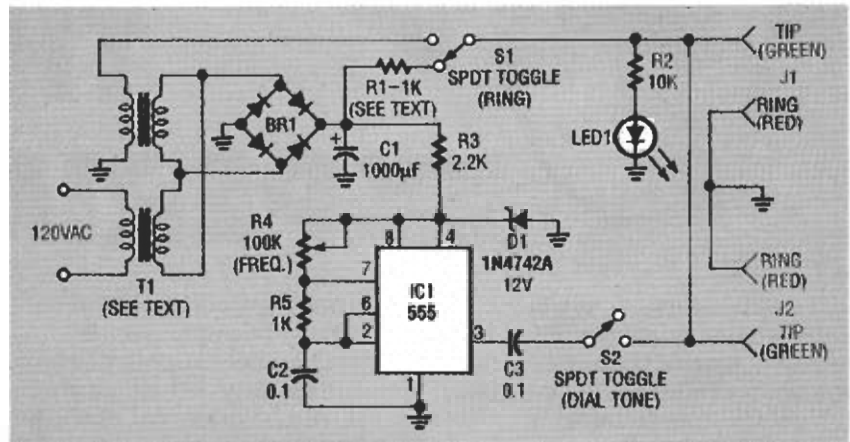 TIP
(GREEN)
J1
S1
SPDT TOGGLE
(RING)
R2
10K
RING
(RED)
R1-1K
(SEE TEXT)
BR1
LED1
+
C1
1000µF
R3
2.2K
120VAC
R4
100K
(FREQ.)
8
4
D1
1N4742A
12V
T1
(SEE TEXT)
7
IC1
555
RING
(RED)
R5
1K
6
2
3
J2
TIP
(GREEN)
C2
0.1
1
C3
0.1
S2
SPDT TOGGLE
(DIAL TONE)